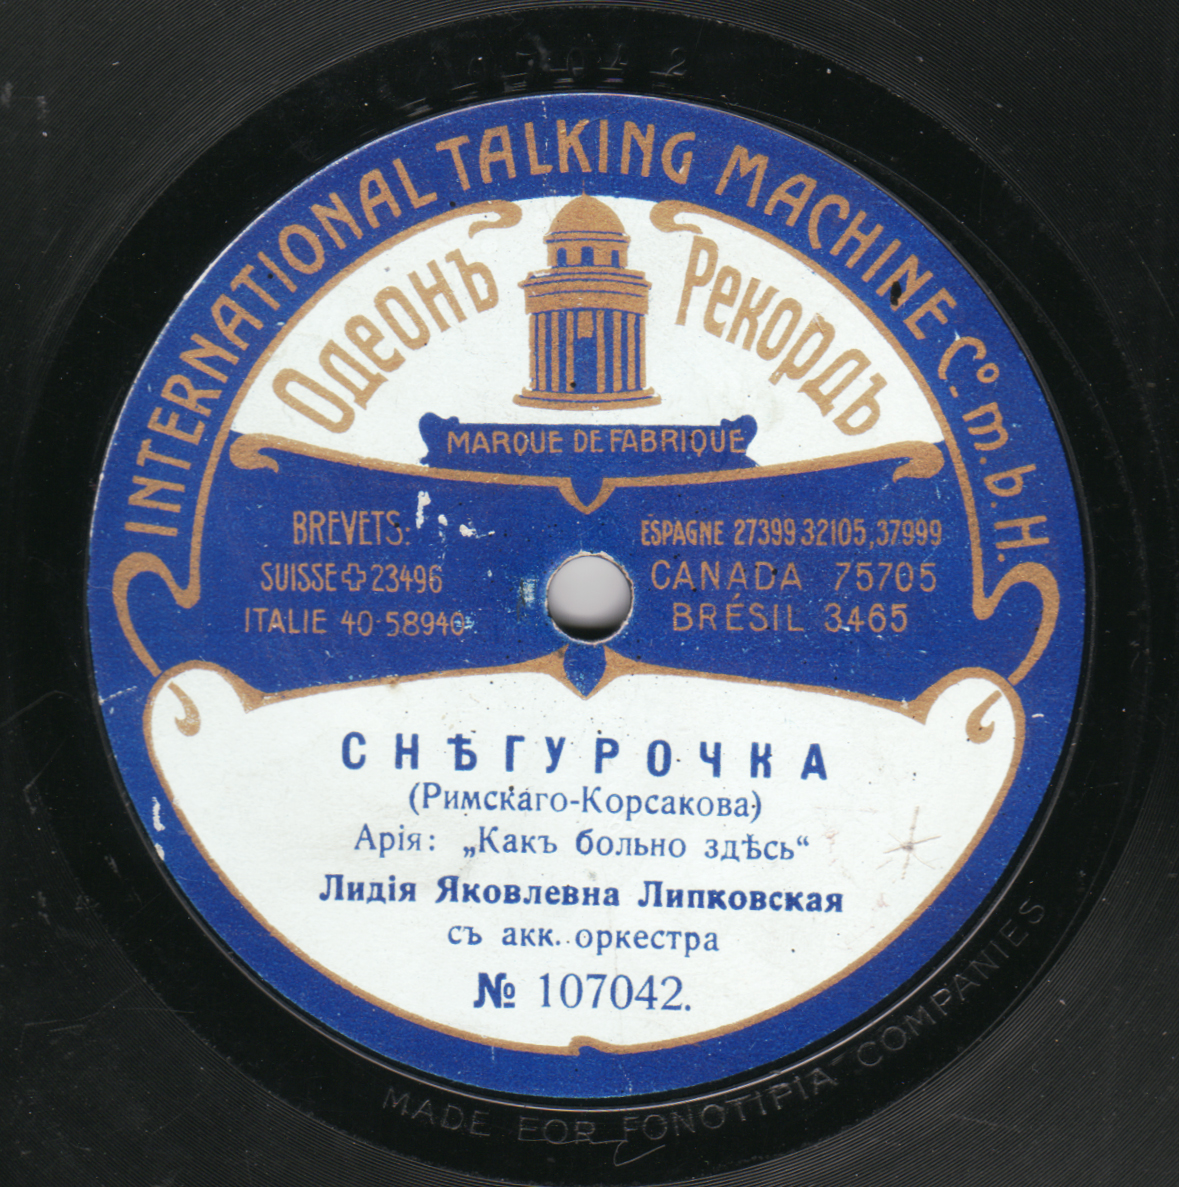 107042
INTERNATIONAL TALKING MACHINE Cº m.b.H.
Одеонъ Рекордъ
MARQUE DE FABRIQUE
BREVETS:
SUISSE 23496
ITALIE 40·58940
ESPAGNE 27399 32105,37999
CANADA 75705
BRÉSIL 3465
СНѢГУРОЧКА
(Римскаго-Корсакова)
Арія: „Какъ больно здѣсь“
Лидія Яковлевна Липковская
съ акк. оркестра
№ 107042.
MADE FOR FONOTIPIA COMPANIES